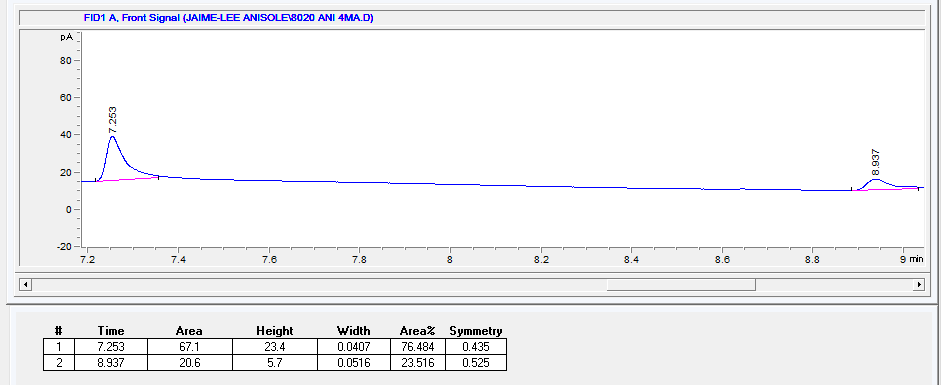 FID1 A, Front Signal (JAIME-LEE ANISOLE\8020 ANI 4MA.D)
pA
80
60
40
20
0
-20
7.253
8.937
7.2 7.4 7.6 7.8 8 8.2 8.4 8.6 8.8 9 min
# Time Area Height Width Area% Symmetry
1 7.253 67.1 23.4 0.0407 76.484 0.435
2 8.937 20.6 5.7 0.0516 23.516 0.525